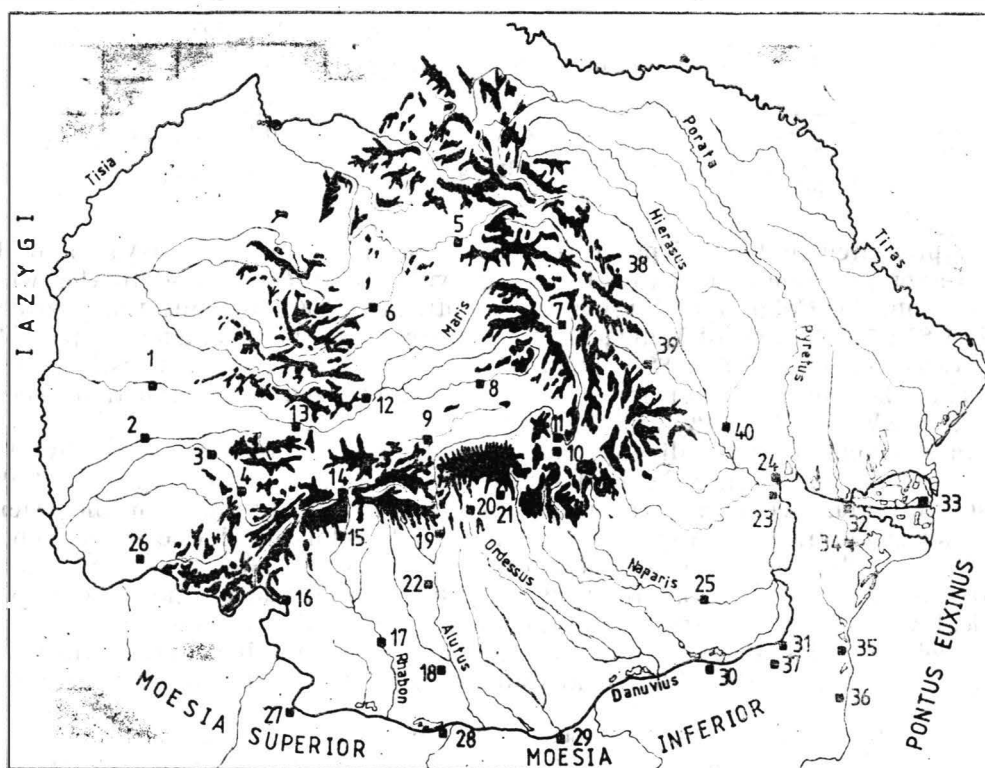 Porata
Tisia
Hierasus
5
38
Tiras
IAZYGI
6
Maris
7
Pyretus
39
1
8
12
13
9
2
11
40
3
10
24
4
14
20
21
23
33
32
15
19
34
26
Ordessus
22
Naparis
25
16
17
Rhabon
18
Alutus
31
35
37
30
Danuvius
36
27
28
29
MOESIA SUPERIOR
MOESIA INFERIOR
PONTUS EUXINUS